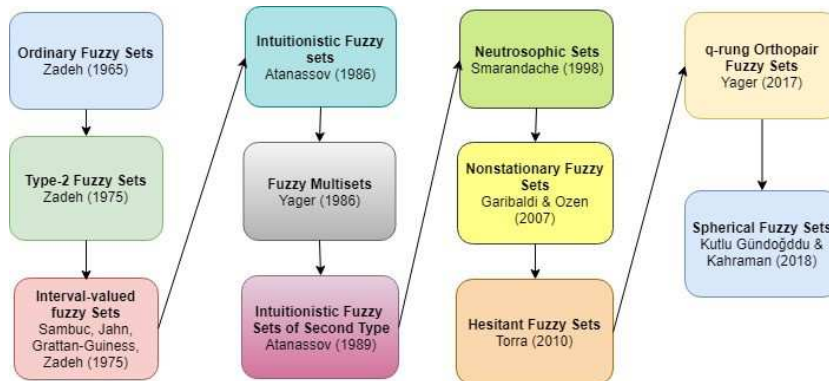 Ordinary Fuzzy Sets
Zadeh (1965)
Type-2 Fuzzy Sets
Zadeh (1975)
Interval-valued
fuzzy Sets
Sambuc, Jahn,
Grattan-Guiness,
Zadeh (1975)
Intuitionistic Fuzzy
sets
Atanassov (1986)
Fuzzy Multisets
Yager (1986)
Intuitionistic Fuzzy
Sets of Second Type
Atanassov (1989)
Neutrosophic Sets
Smarandache (1998)
Nonstationary Fuzzy
Sets
Garibaldi & Ozen
(2007)
Hesitant Fuzzy Sets
Torra (2010)
q-rung Orthopair
Fuzzy Sets
Yager (2017)
Spherical Fuzzy Sets
Kutlu Gündoğddu &
Kahraman (2018)